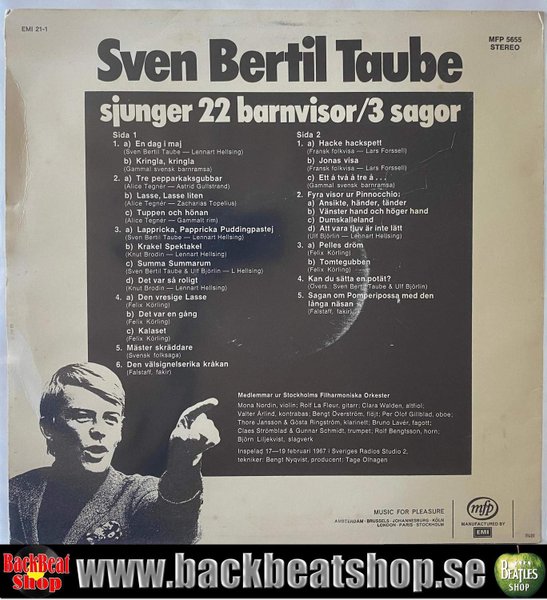 EMI 21-1
MFP 5655
STEREO
Sven Bertil Taube
sjunger 22 barnvisor/3 sagor
Sida 1
1. a) En dag i maj
(Sven Bertil Taube — Lennart Hellsing)
b) Kringla, kringla
(Gammal svensk barnramsa)
2. a) Tre pepparkaksgubbar
(Alice Tegnér — Astrid Gullstrand)
b) Lasse, Lasse liten
(Alice Tegnér — Zacharias Topelius)
c) Tuppen och hönan
(Alice Tegnér — Gammalt rim)
3. a) Lappricka, Pappricka Puddingpastej
(Sven Bertil Taube — Lennart Hellsing)
b) Krakel Spektakel
(Knut Brodin — Lennart Hellsing)
c) Summa Summarum
(Sven Bertil Taube & Ulf Björlin — L Hellsing)
d) Det var så roligt
(Knut Brodin — Lennart Hellsing)
4. a) Den vresige Lasse
(Felix Körling)
b) Det var en gång
(Felix Körling)
c) Kalaset
(Felix Körling)
5. Mäster skräddare
(Svensk folksaga)
6. Den välsignelserika kråkan
(Falstaff, fakir)
Sida 2
1. a) Hacke hackspett
(Fransk folkvisa — Lars Forssell)
b) Jonas visa
(Fransk folkvisa — Lars Forssell)
c) Ett å två å tre å . . .
(Gammal svensk barnramsa)
2. Fyra visor ur Pinnocchio:
a) Ansikte, händer, tänder
b) Vänster hand och höger hand
c) Dumskalleland
d) Att vara tjuv är inte lätt
(Ulf Björlin — Lennart Hellsing)
3. a) Pelles dröm
(Felix Körling)
b) Tomtegubben
(Felix Körling)
4. Kan du sätta en potät?
(Övers: Sven Bertil Taube & Ulf Björlin)
5. Sagan om Pomperipossa med den
långa näsan
(Falstaff, fakir)
Medlemmar ur Stockholms Filharmoniska Orkester
Mona Nordin, violin; Rolf La Fleur, gitarr; Clara Walden, altfiol;
Valter Ärlind, kontrabas; Bengt Överström, flöjt; Per Olof Gillblad, oboe;
Thore Jansson & Gösta Ringström, klarinett; Bruno Lavér, fagott;
Claes Strömblad & Gunnar Schmidt, trumpet; Rolf Bengtsson, horn;
Björn Liljekvist, slagverk
Inspelad 17—19 februari 1967 i Sveriges Radios Studio 2.
tekniker: Bengt Nyqvist, producent: Tage Olhagen
MUSIC FOR PLEASURE
AMSTERDAM · BRUSSELS · JOHANNESBURG · KÖLN
LONDON · PARIS · STOCKHOLM
mfp
MANUFACTURED BY
EMI
BackBeat
Shop
www.backbeatshop.se
BEATLES
SHOP